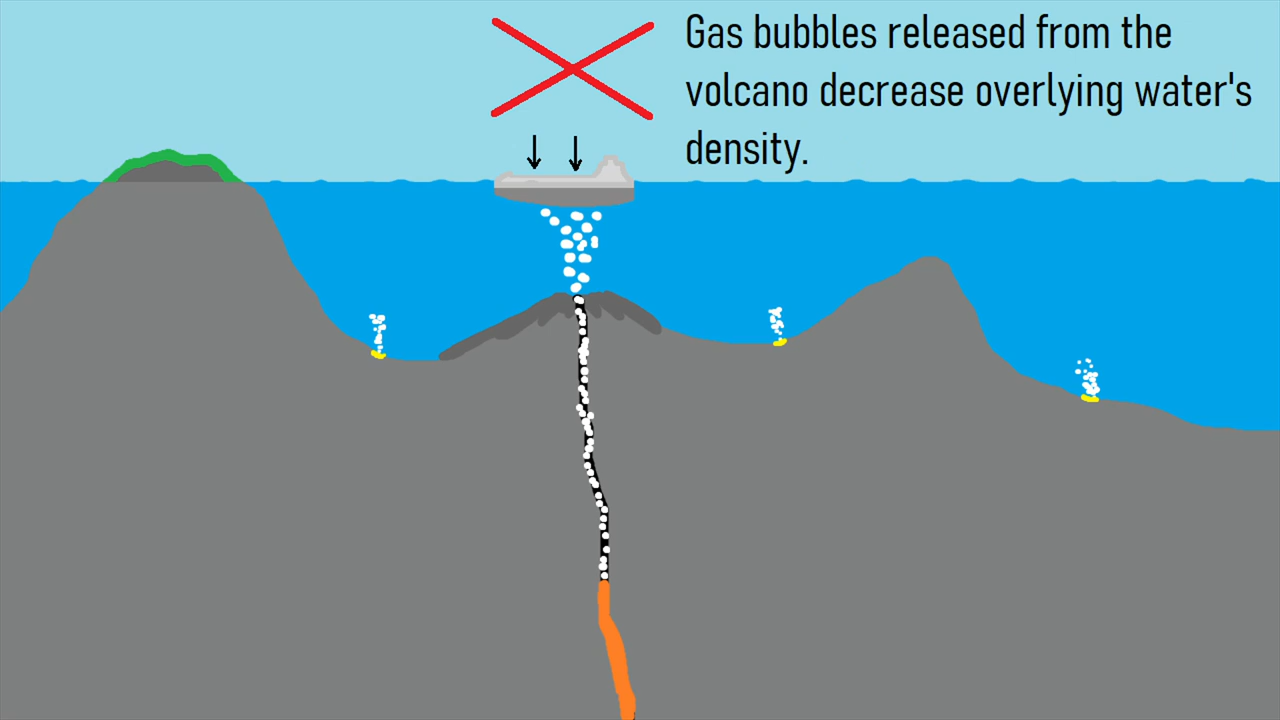 Gas bubbles released from the
volcano decrease overlying water's
density.